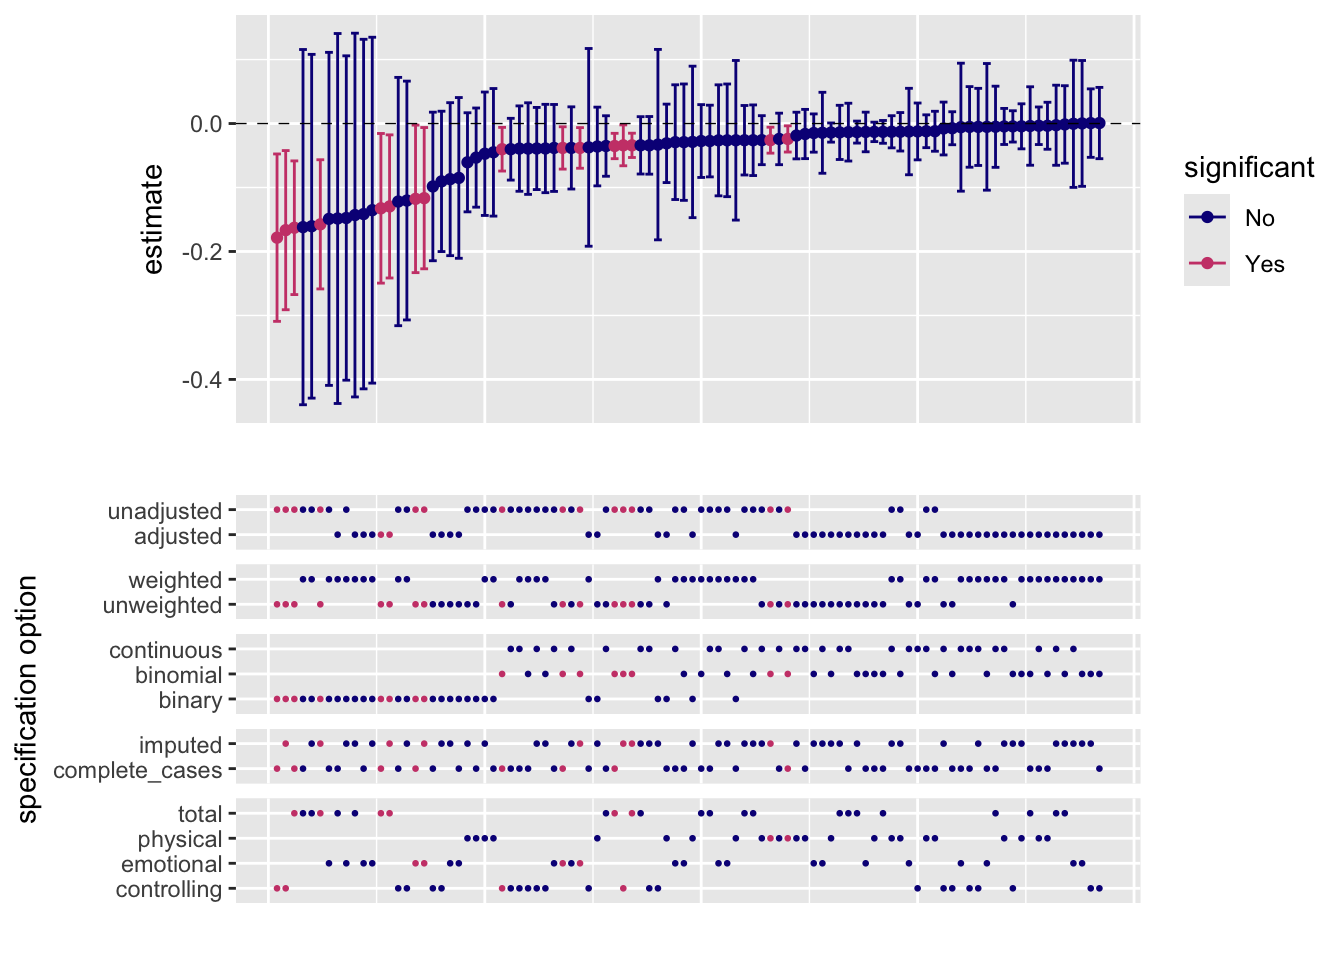 0.0
-0.2
-0.4
estimate
significant
No
Yes
unadjusted
adjusted
weighted
unweighted
continuous
binomial
binary
imputed
complete_cases
total
physical
emotional
controlling
specification option